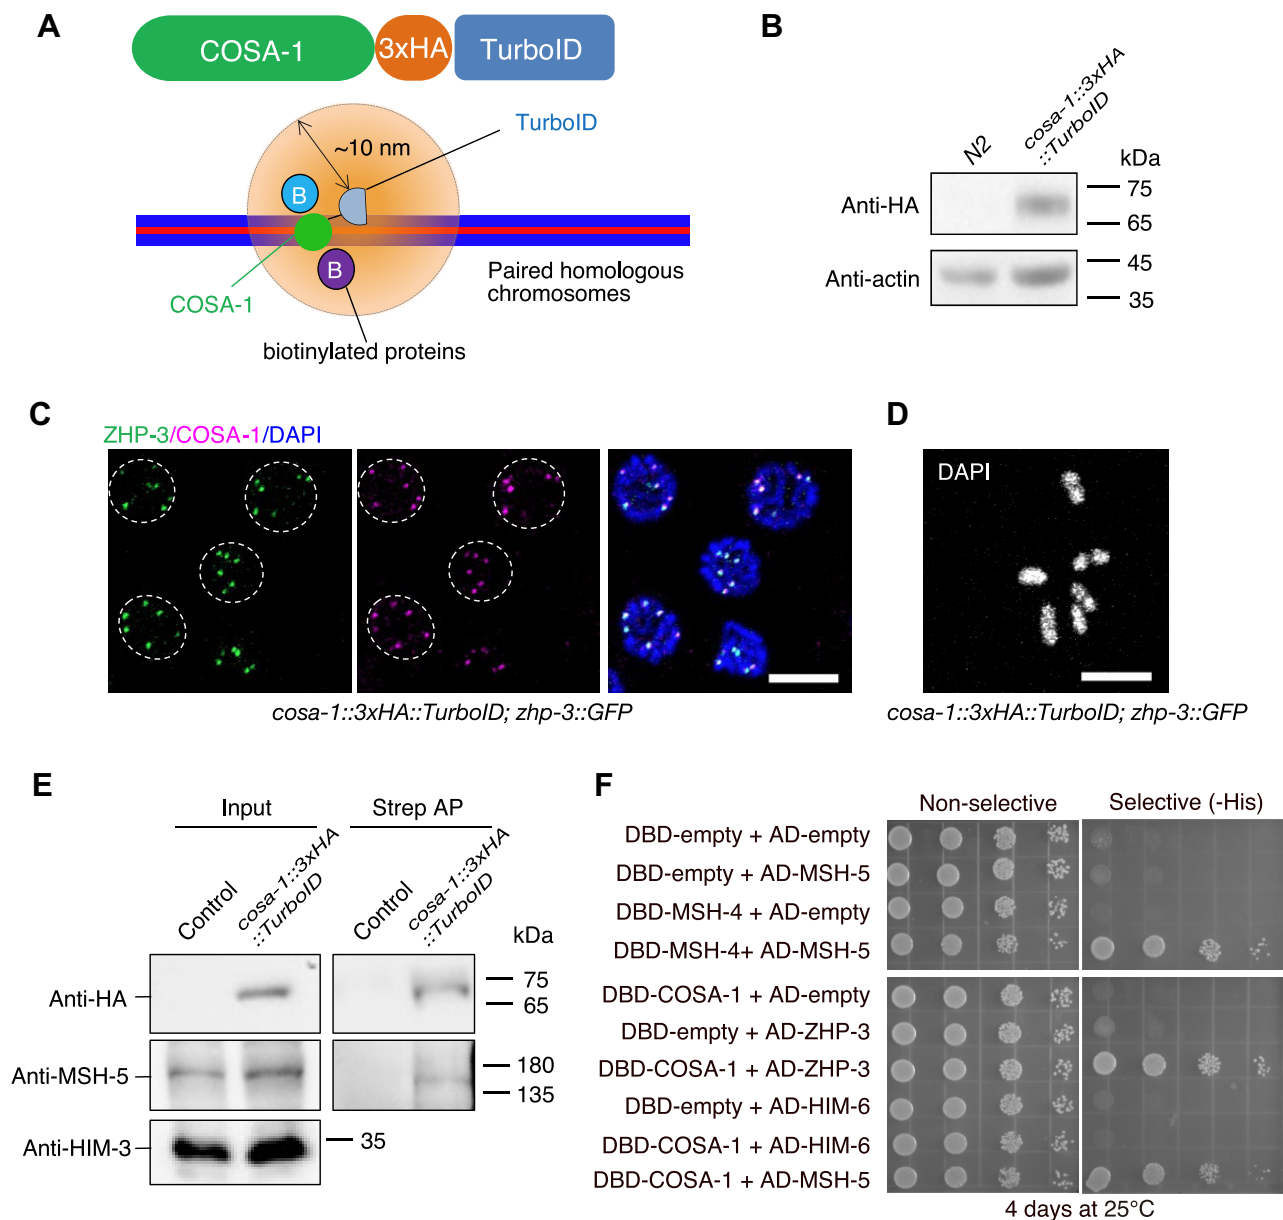 A
COSA-1
3xHA
TurboID
TurboID
~10 nm
B
B
COSA-1
Paired homologous
chromosomes
biotinylated proteins
B
N2
cosa-1::3xHA
::TurboID
kDa
Anti-HA
75
65
Anti-actin
45
35
C
ZHP-3/COSA-1/DAPI
cosa-1::3xHA::TurboID; zhp-3::GFP
D
DAPI
cosa-1::3xHA::TurboID; zhp-3::GFP
E
Input
Strep AP
Control
cosa-1::3xHA
::TurboID
Control
cosa-1::3xHA
::TurboID
kDa
Anti-HA
75
65
Anti-MSH-5
180
135
Anti-HIM-3
35
F
Non-selective
Selective (-His)
DBD-empty + AD-empty
DBD-empty + AD-MSH-5
DBD-MSH-4 + AD-empty
DBD-MSH-4+ AD-MSH-5
DBD-COSA-1 + AD-empty
DBD-empty + AD-ZHP-3
DBD-COSA-1 + AD-ZHP-3
DBD-empty + AD-HIM-6
DBD-COSA-1 + AD-HIM-6
DBD-COSA-1 + AD-MSH-5
4 days at 25°C